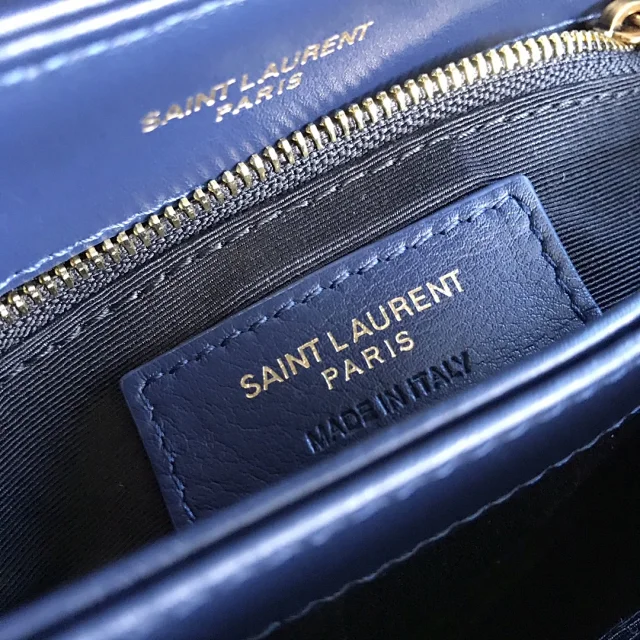 SAINT LAURENT
PARIS
SAINT LAURENT
PARIS
MADE IN ITALY